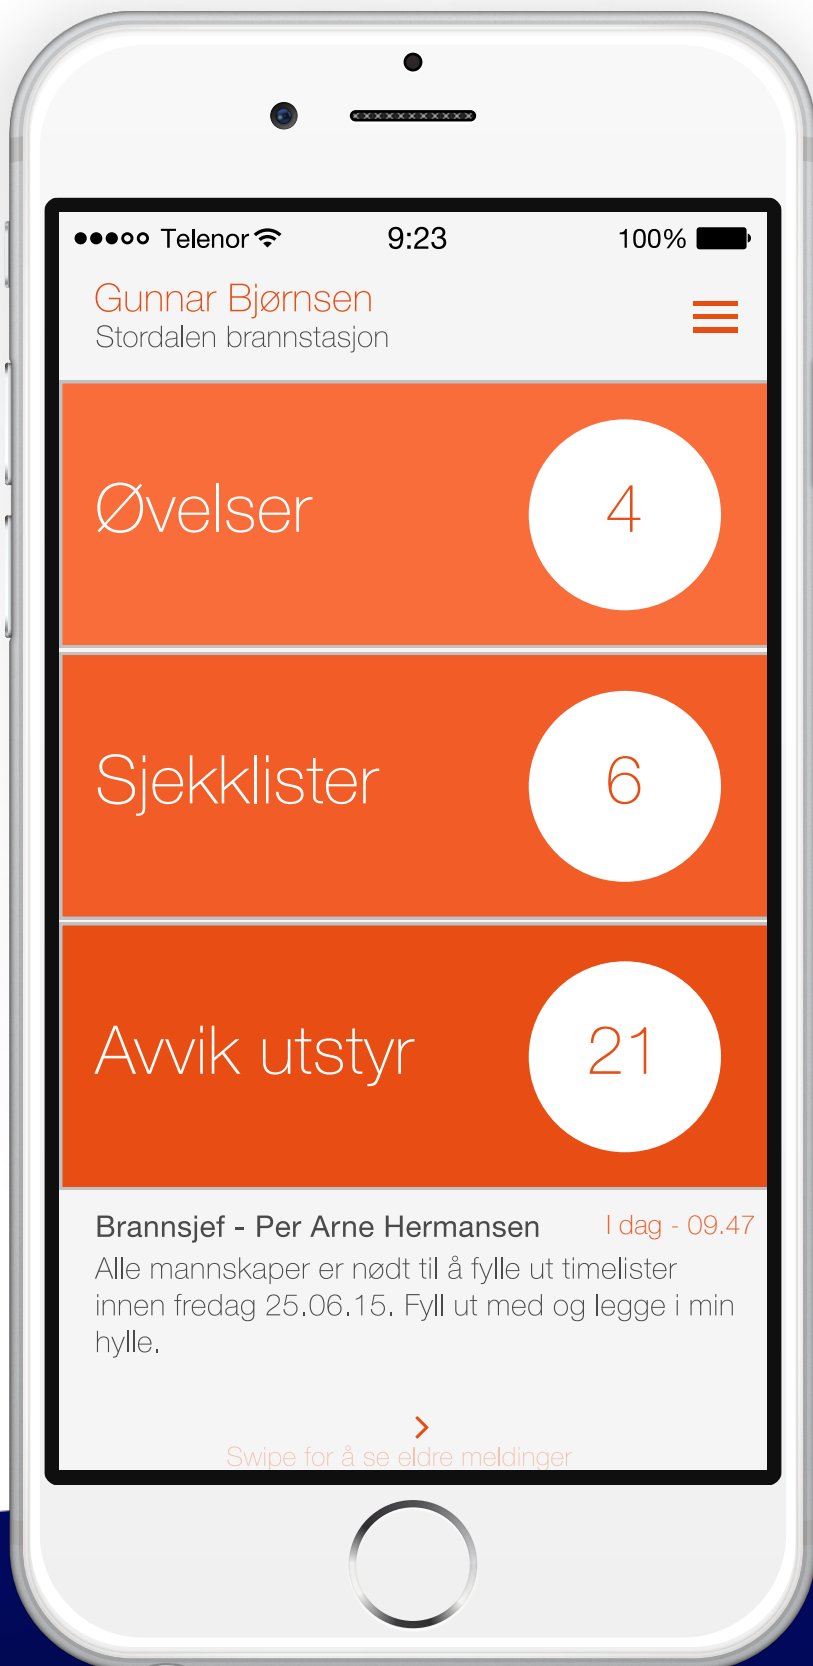 Telenor 9:23 100%
Gunnar Bjørnsen
Stordalen brannstasjon
Øvelser 4
Sjekklister 6
Avvik utstyr 21
Brannsjef - Per Arne Hermansen I dag - 09.47
Alle mannskaper er nødt til å fylle ut timelister
innen fredag 25.06.15. Fyll ut med og legge i min
hylle.
Swipe for å se eldre meldinger